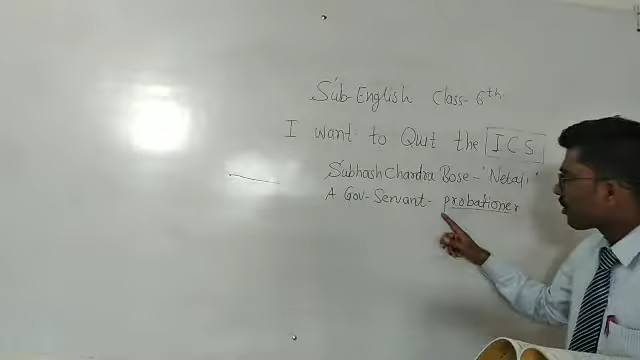 Sub-English Class-6th
I want to Quit the ICS
Subhash Chandra Bose-'Netaji'
A Gov-Servant- probationer